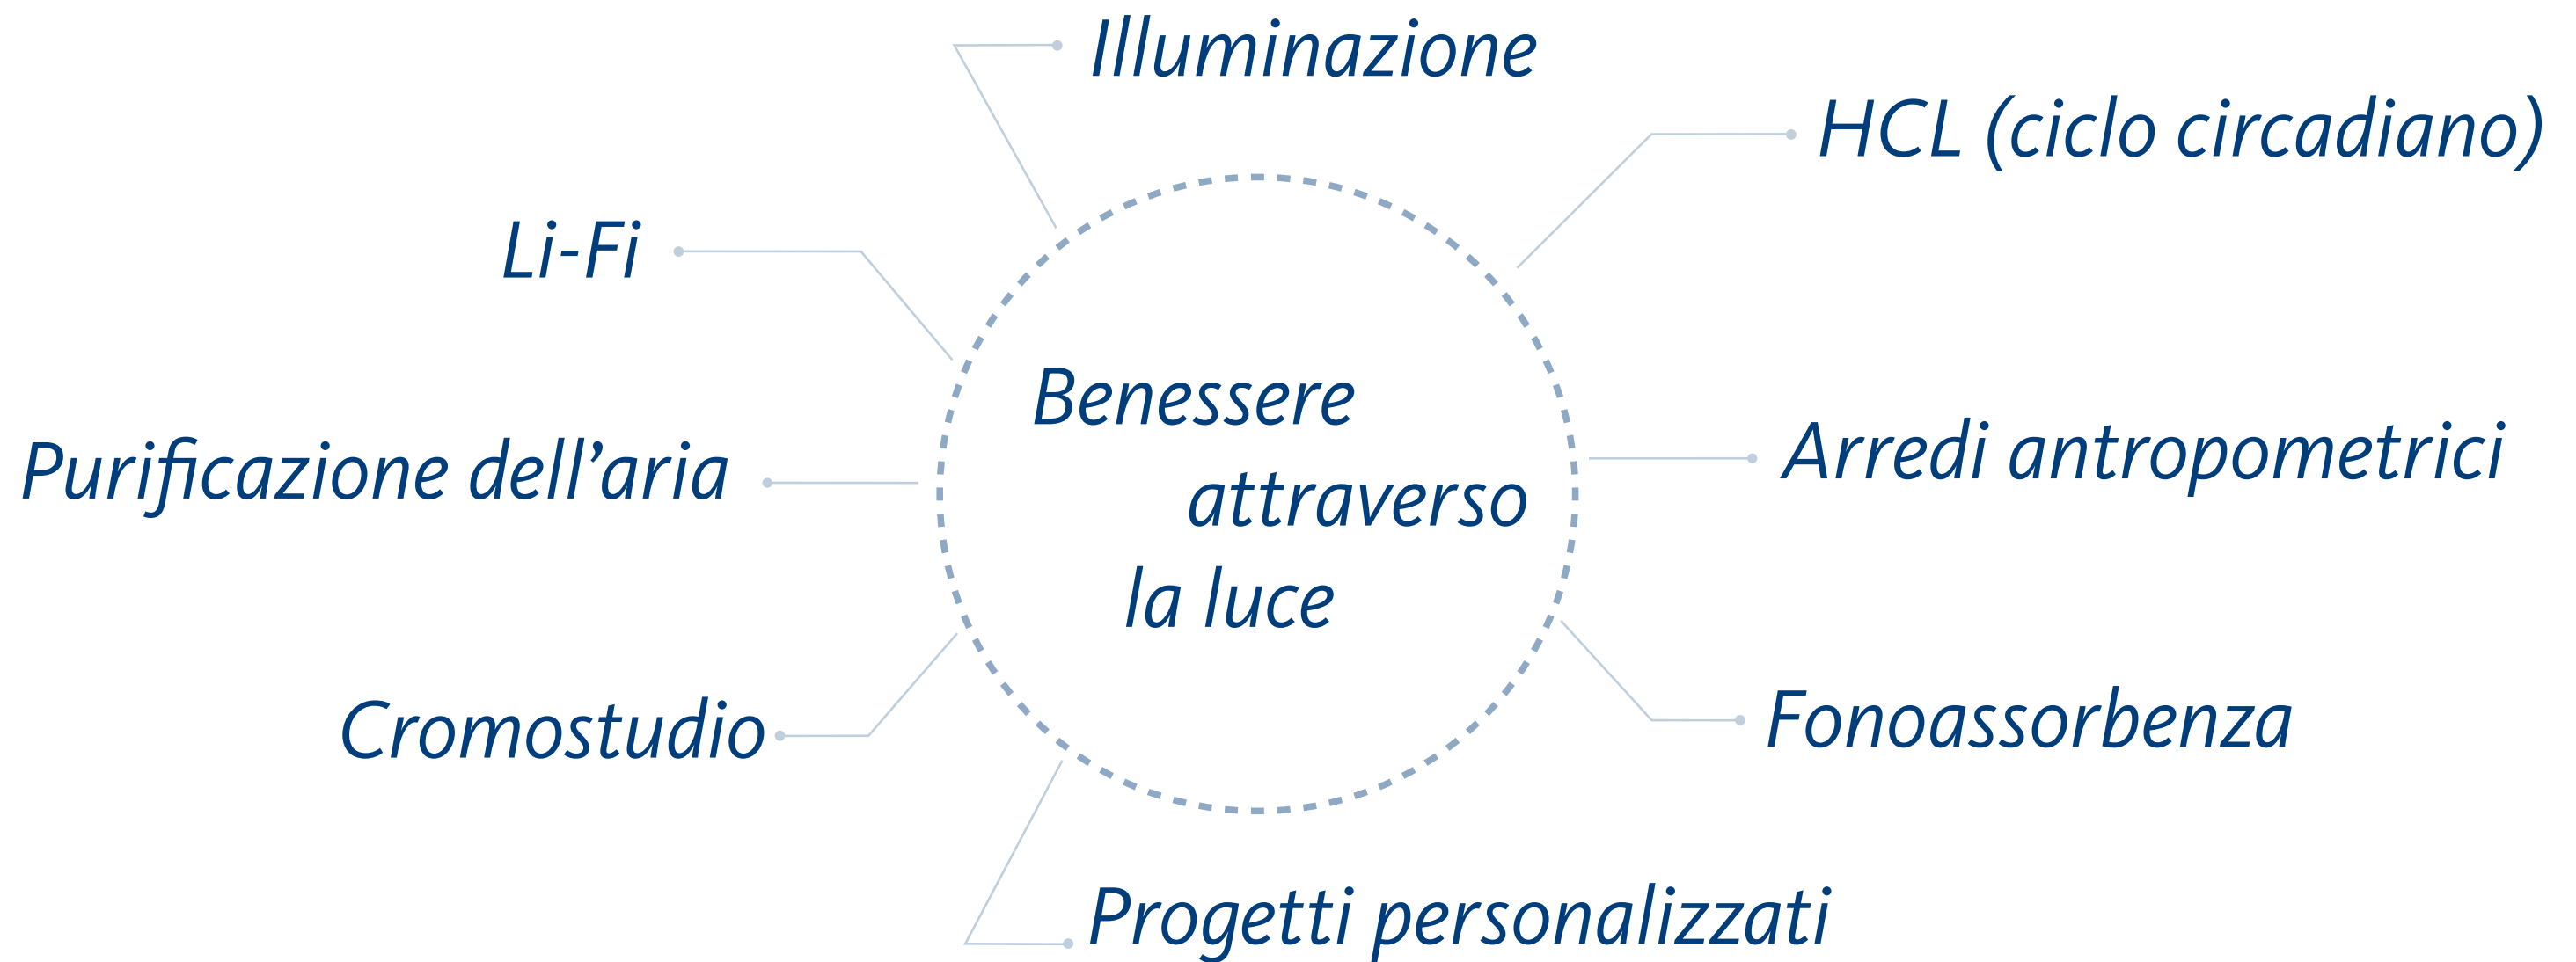 Illuminazione
HCL (ciclo circadiano)
Li-Fi
Benessere
attraverso
la luce
Purificazione dell’aria
Arredi antropometrici
Cromostudio
Fonoassorbenza
Progetti personalizzati